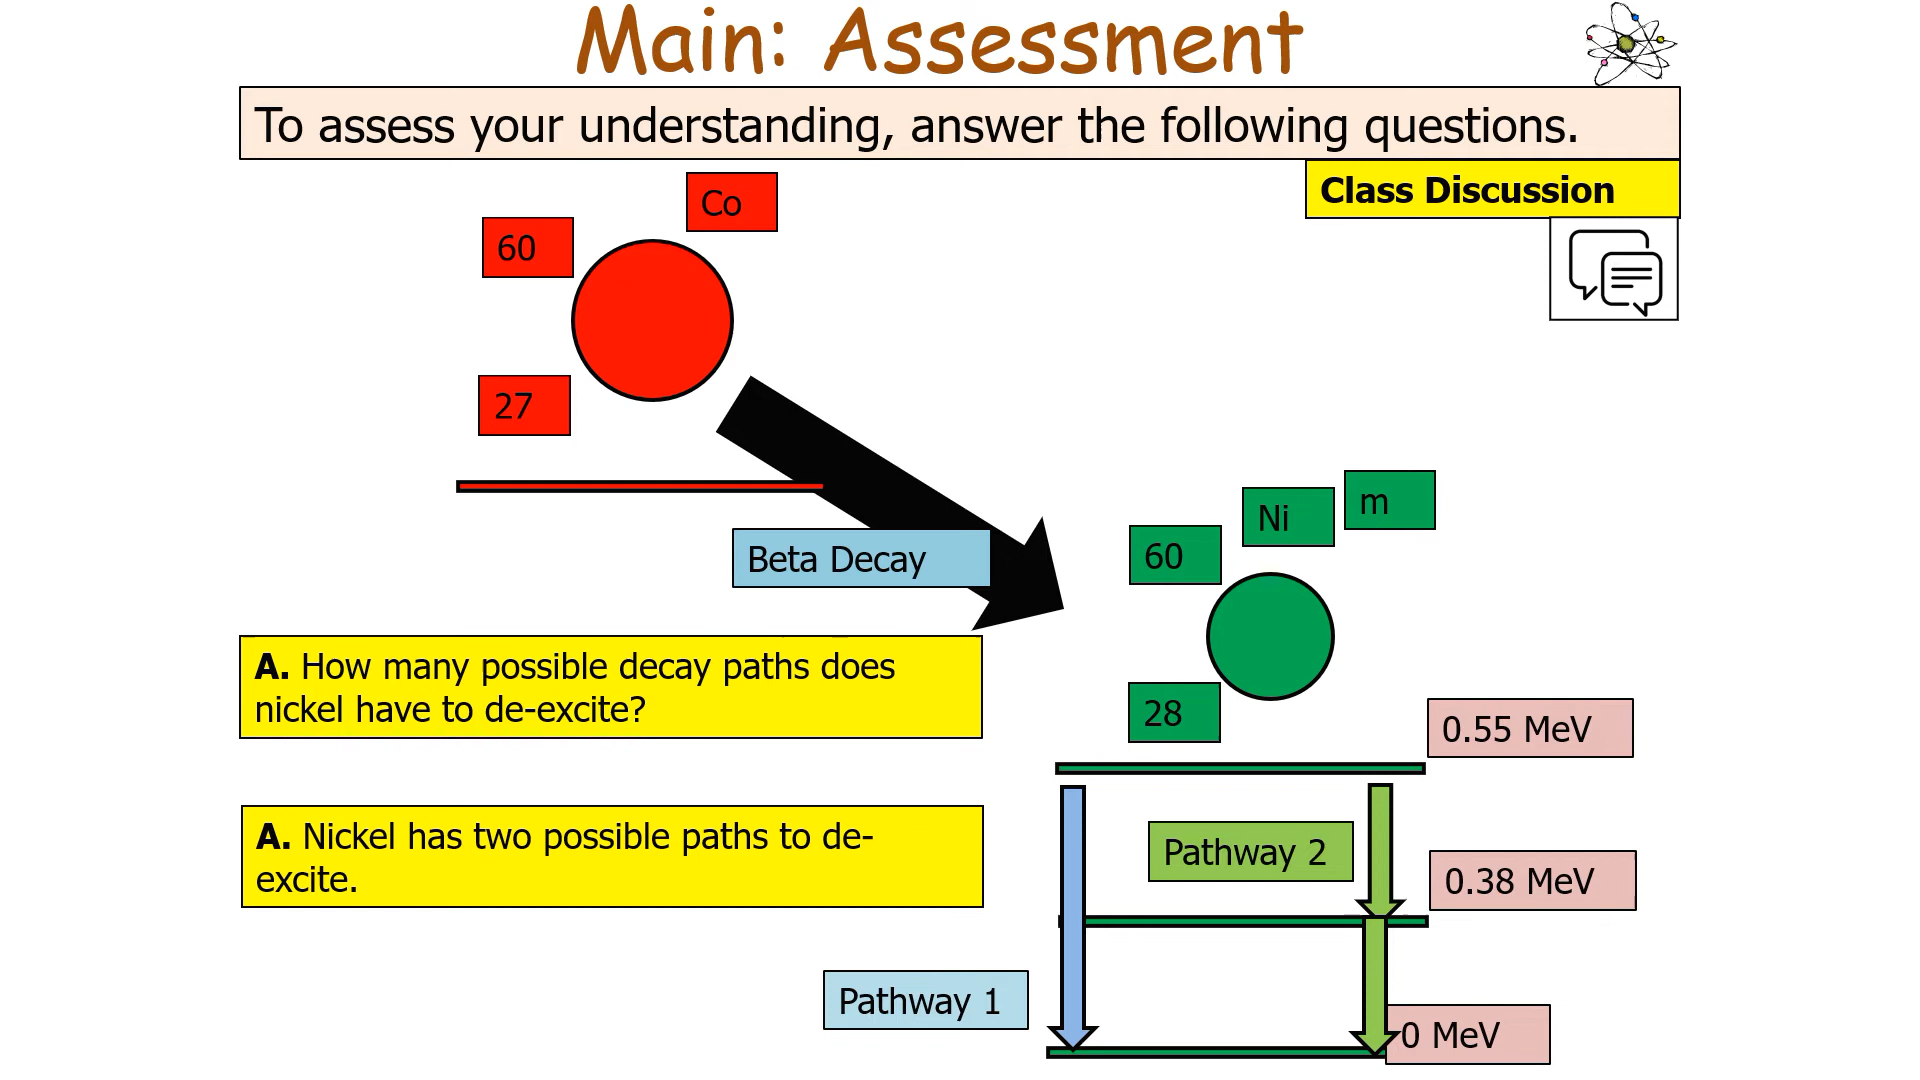 Main: Assessment
To assess your understanding, answer the following questions.
Class Discussion
Co
60
27
Beta Decay
Ni
m
60
28
A. How many possible decay paths does
nickel have to de-excite?
A. Nickel has two possible paths to de-
excite.
0.55 MeV
Pathway 2
0.38 MeV
Pathway 1
0 MeV